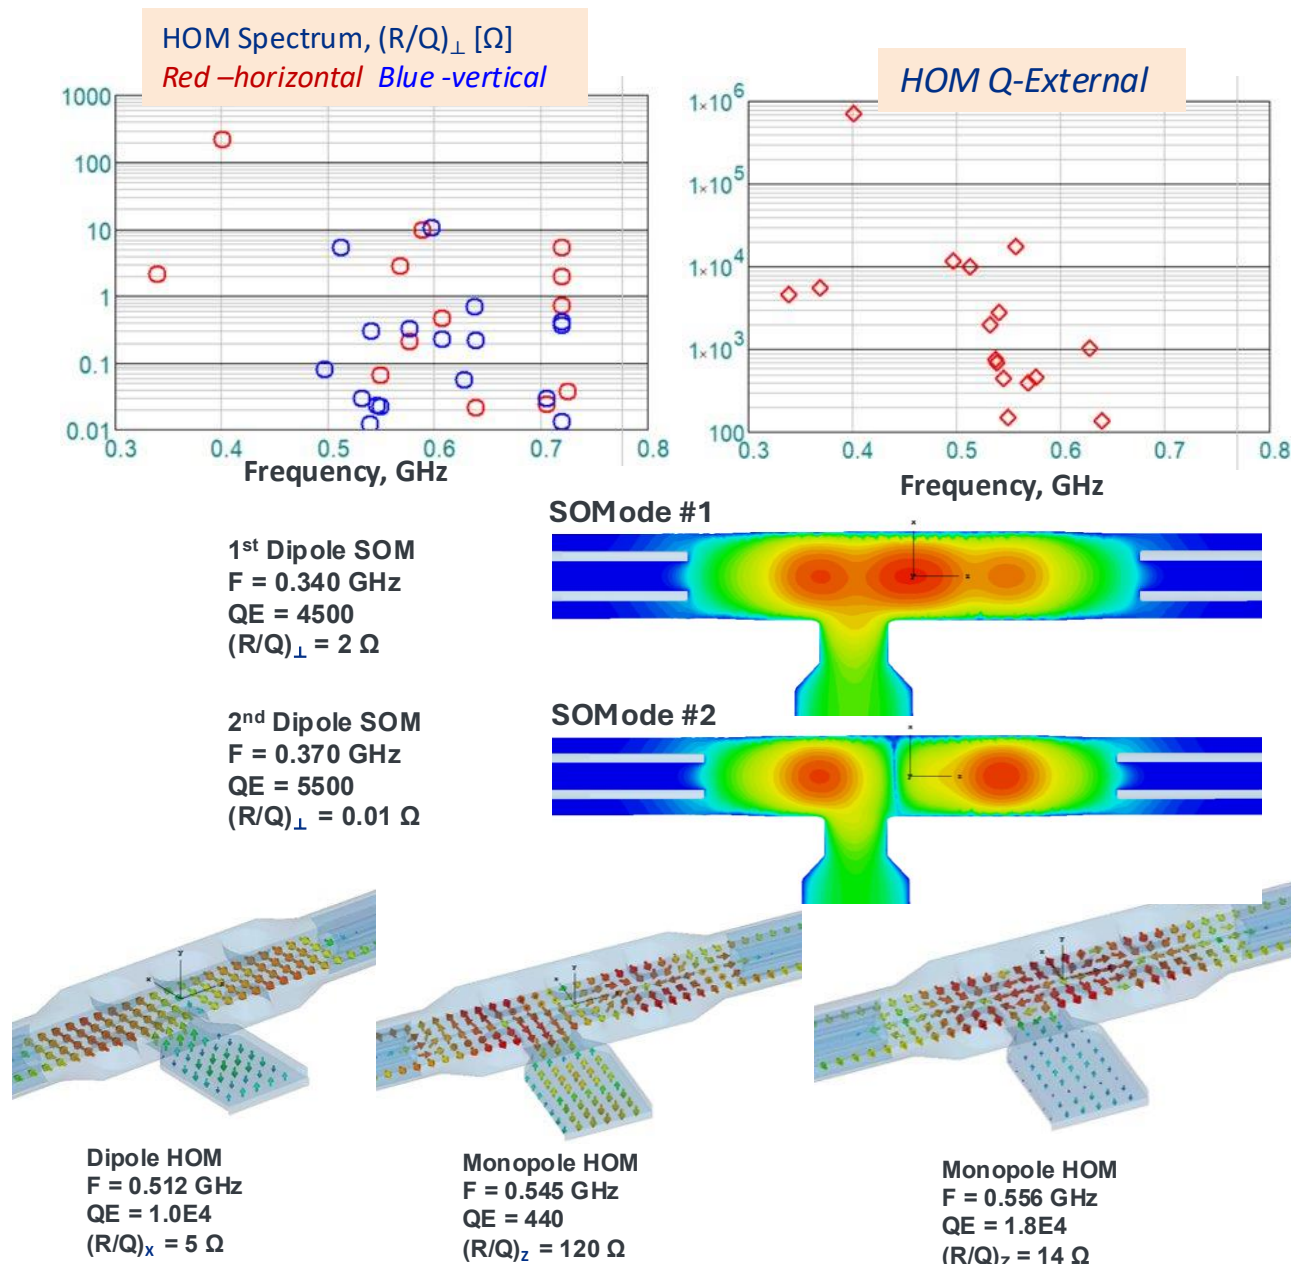 HOM Spectrum, (R/Q)⊥ [Ω]
Red –horizontal Blue -vertical
1000
100
10
1
0.1
0.01
0.3 0.4 0.5 0.6 0.7 0.8
Frequency, GHz
HOM Q-External
1×10⁶
1×10⁵
1×10⁴
1×10³
100
0.3 0.4 0.5 0.6 0.7 0.8
Frequency, GHz
SOMode #1
1st Dipole SOM
F = 0.340 GHz
QE = 4500
(R/Q)⊥ = 2 Ω
SOMode #2
2nd Dipole SOM
F = 0.370 GHz
QE = 5500
(R/Q)⊥ = 0.01 Ω
Dipole HOM
F = 0.512 GHz
QE = 1.0E4
(R/Q)x = 5 Ω
Monopole HOM
F = 0.545 GHz
QE = 440
(R/Q)z = 120 Ω
Monopole HOM
F = 0.556 GHz
QE = 1.8E4
(R/Q)z = 14 Ω